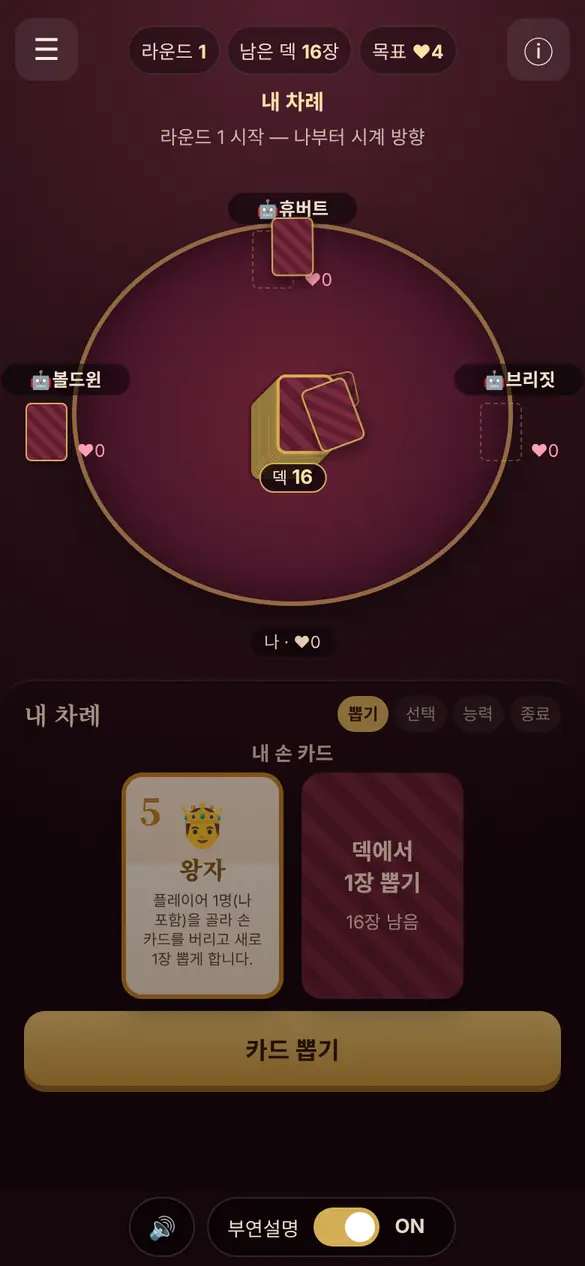 라운드 1
남은 덱 16장
목표 ♥4
내 차례
라운드 1 시작 — 나부터 시계 방향
휴버트
♥0
볼드윈
♥0
브리짓
♥0
덱 16
나 · ♥0
내 차례
뽑기
선택
능력
종료
내 손 카드
5
왕자
플레이어 1명(나
포함)을 골라 손
카드를 버리고 새로
1장 뽑게 합니다.
덱에서
1장 뽑기
16장 남음
카드 뽑기
부연설명
ON